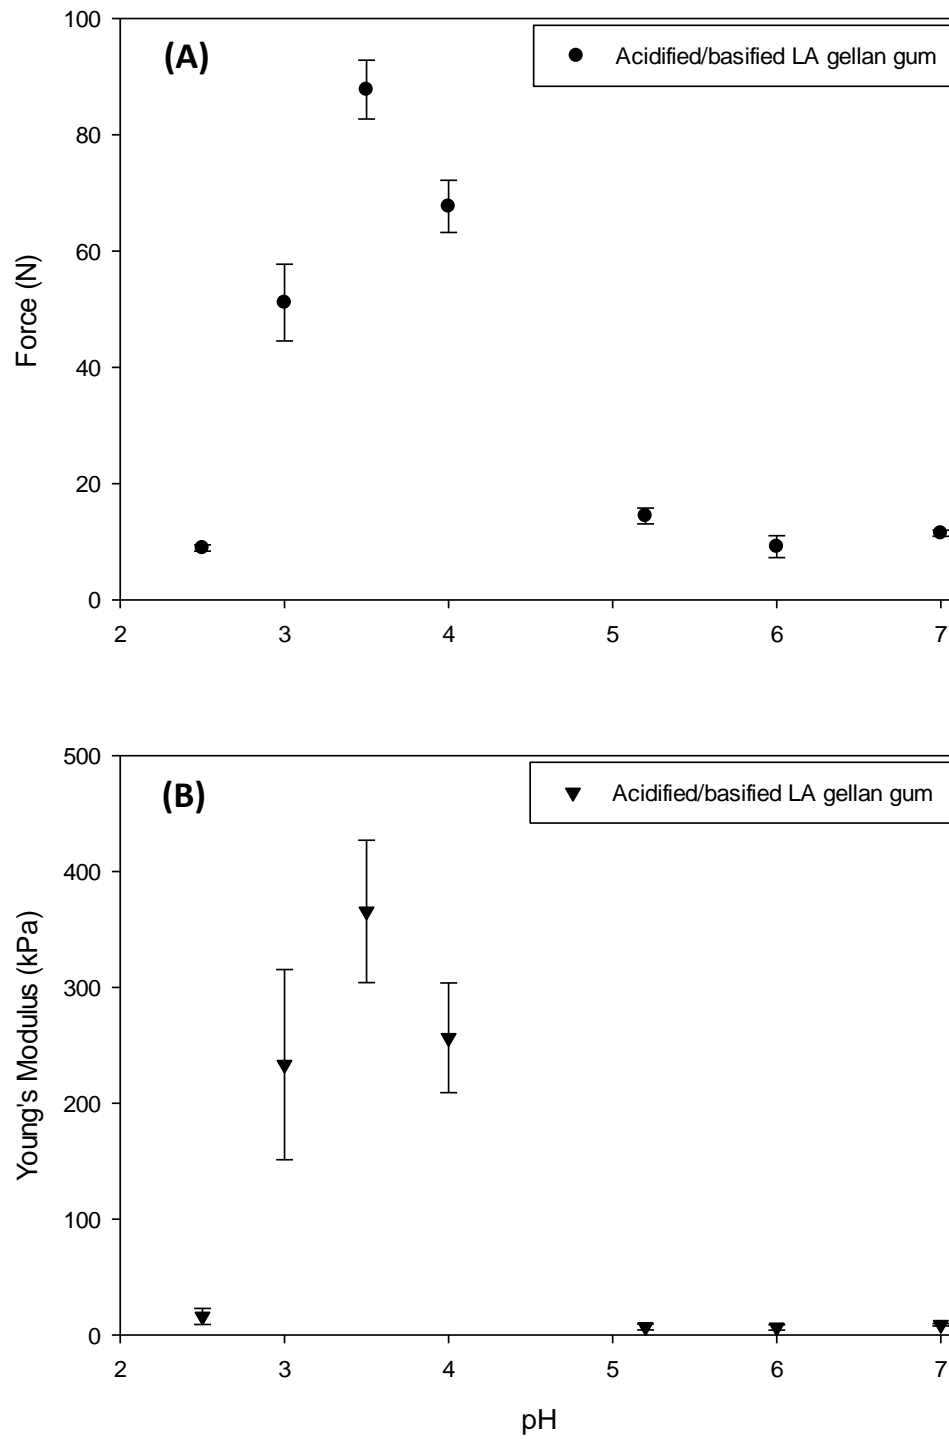 100
(A)
Acidified/basified LA gellan gum
80
60
Force (N)
40
20
0
2 3 4 5 6 7
500
(B)
Acidified/basified LA gellan gum
400
300
Young's Modulus (kPa)
200
100
0
2 3 4 5 6 7
pH